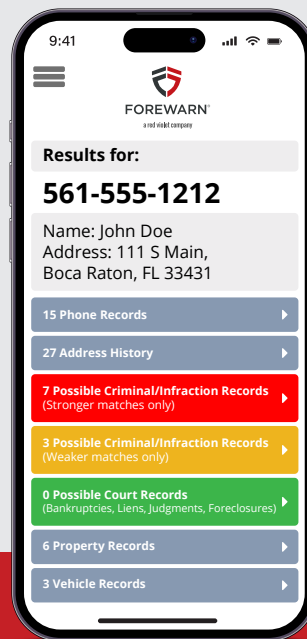 9:41
FOREWARN®
a red violet company
Results for:
561-555-1212
Name: John Doe
Address: 111 S Main,
Boca Raton, FL 33431
15 Phone Records
27 Address History
7 Possible Criminal/Infraction Records
(Stronger matches only)
3 Possible Criminal/Infraction Records
(Weaker matches only)
0 Possible Court Records
(Bankruptcies, Liens, Judgments, Foreclosures)
6 Property Records
3 Vehicle Records